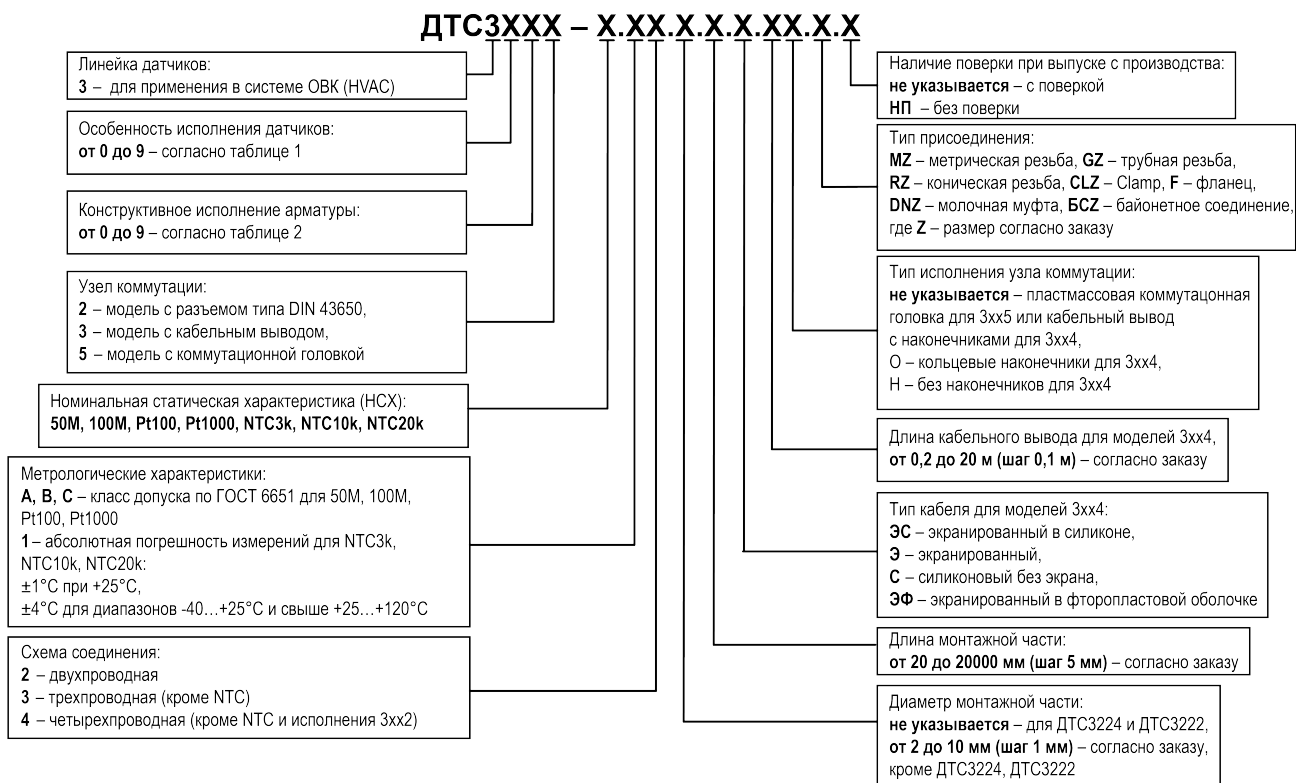 ДТС3ХХХ – Х.ХХ.Х.Х.Х.ХХ.Х.Х
Линейка датчиков:
3 – для применения в системе ОВК (HVAC)
Особенность исполнения датчиков:
от 0 до 9 – согласно таблице 1
Конструктивное исполнение арматуры:
от 0 до 9 – согласно таблице 2
Узел коммутации:
2 – модель с разъемом типа DIN 43650,
3 – модель с кабельным выводом,
5 – модель с коммутационной головкой
Номинальная статическая характеристика (НСХ):
50М, 100М, Pt100, Pt1000, NTC3k, NTC10k, NTC20k
Метрологические характеристики:
А, В, С – класс допуска по ГОСТ 6651 для 50М, 100М,
Pt100, Pt1000
1 – абсолютная погрешность измерений для NTC3k,
NTC10k, NTC20k:
±1°С при +25°С,
±4°С для диапазонов -40…+25°С и свыше +25…+120°С
Схема соединения:
2 – двухпроводная
3 – трехпроводная (кроме NTC)
4 – четырехпроводная (кроме NTC и исполнения 3хх2)
Наличие поверки при выпуске с производства:
не указывается – с поверкой
НП – без поверки
Тип присоединения:
MZ – метрическая резьба, GZ – трубная резьба,
RZ – коническая резьба, CLZ – Clamp, F – фланец,
DNZ – молочная муфта, БСZ – байонетное соединение,
где Z – размер согласно заказу
Тип исполнения узла коммутации:
не указывается – пластмассовая коммутацонная
головка для 3хх5 или кабельный вывод
с наконечниками для 3хх4,
О – кольцевые наконечники для 3хх4,
Н – без наконечников для 3хх4
Длина кабельного вывода для моделей 3хх4,
от 0,2 до 20 м (шаг 0,1 м) – согласно заказу
Тип кабеля для моделей 3хх4:
ЭС – экранированный в силиконе,
Э – экранированный,
С – силиконовый без экрана,
ЭФ – экранированный в фторопластовой оболочке
Длина монтажной части:
от 20 до 20000 мм (шаг 5 мм) – согласно заказу
Диаметр монтажной части:
не указывается – для ДТС3224 и ДТС3222,
от 2 до 10 мм (шаг 1 мм) – согласно заказу,
кроме ДТС3224, ДТС3222